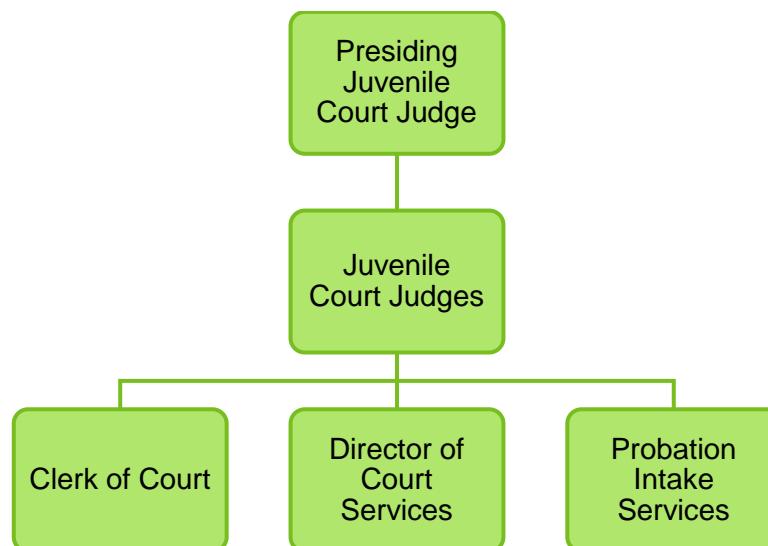 Presiding
Juvenile
Court Judge
Juvenile
Court Judges
Clerk of Court
Director of
Court
Services
Probation
Intake
Services